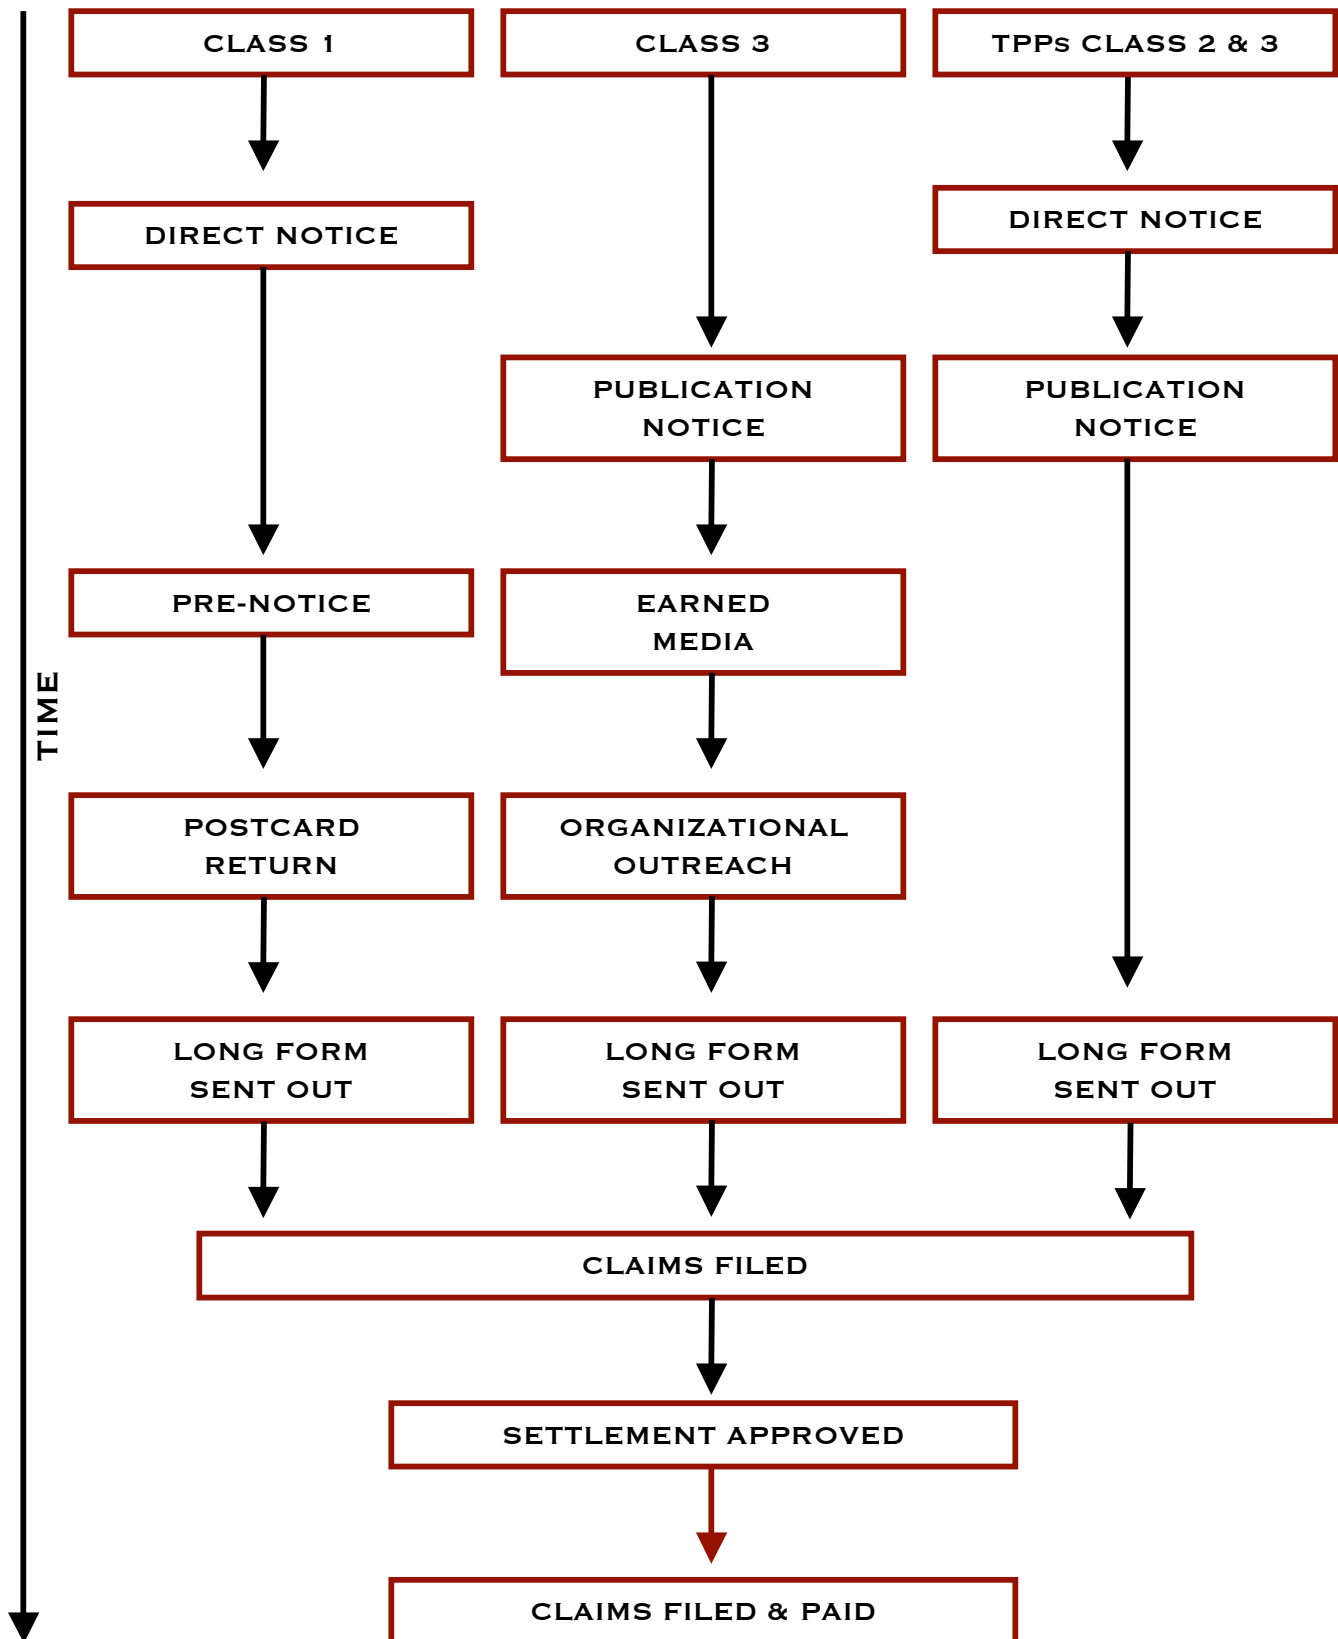 CLASS 1
CLASS 3
TPPs CLASS 2 & 3
DIRECT NOTICE
DIRECT NOTICE
PUBLICATION
NOTICE
PUBLICATION
NOTICE
PRE-NOTICE
EARNED
MEDIA
TIME
POSTCARD
RETURN
ORGANIZATIONAL
OUTREACH
LONG FORM
SENT OUT
LONG FORM
SENT OUT
LONG FORM
SENT OUT
CLAIMS FILED
SETTLEMENT APPROVED
CLAIMS FILED & PAID